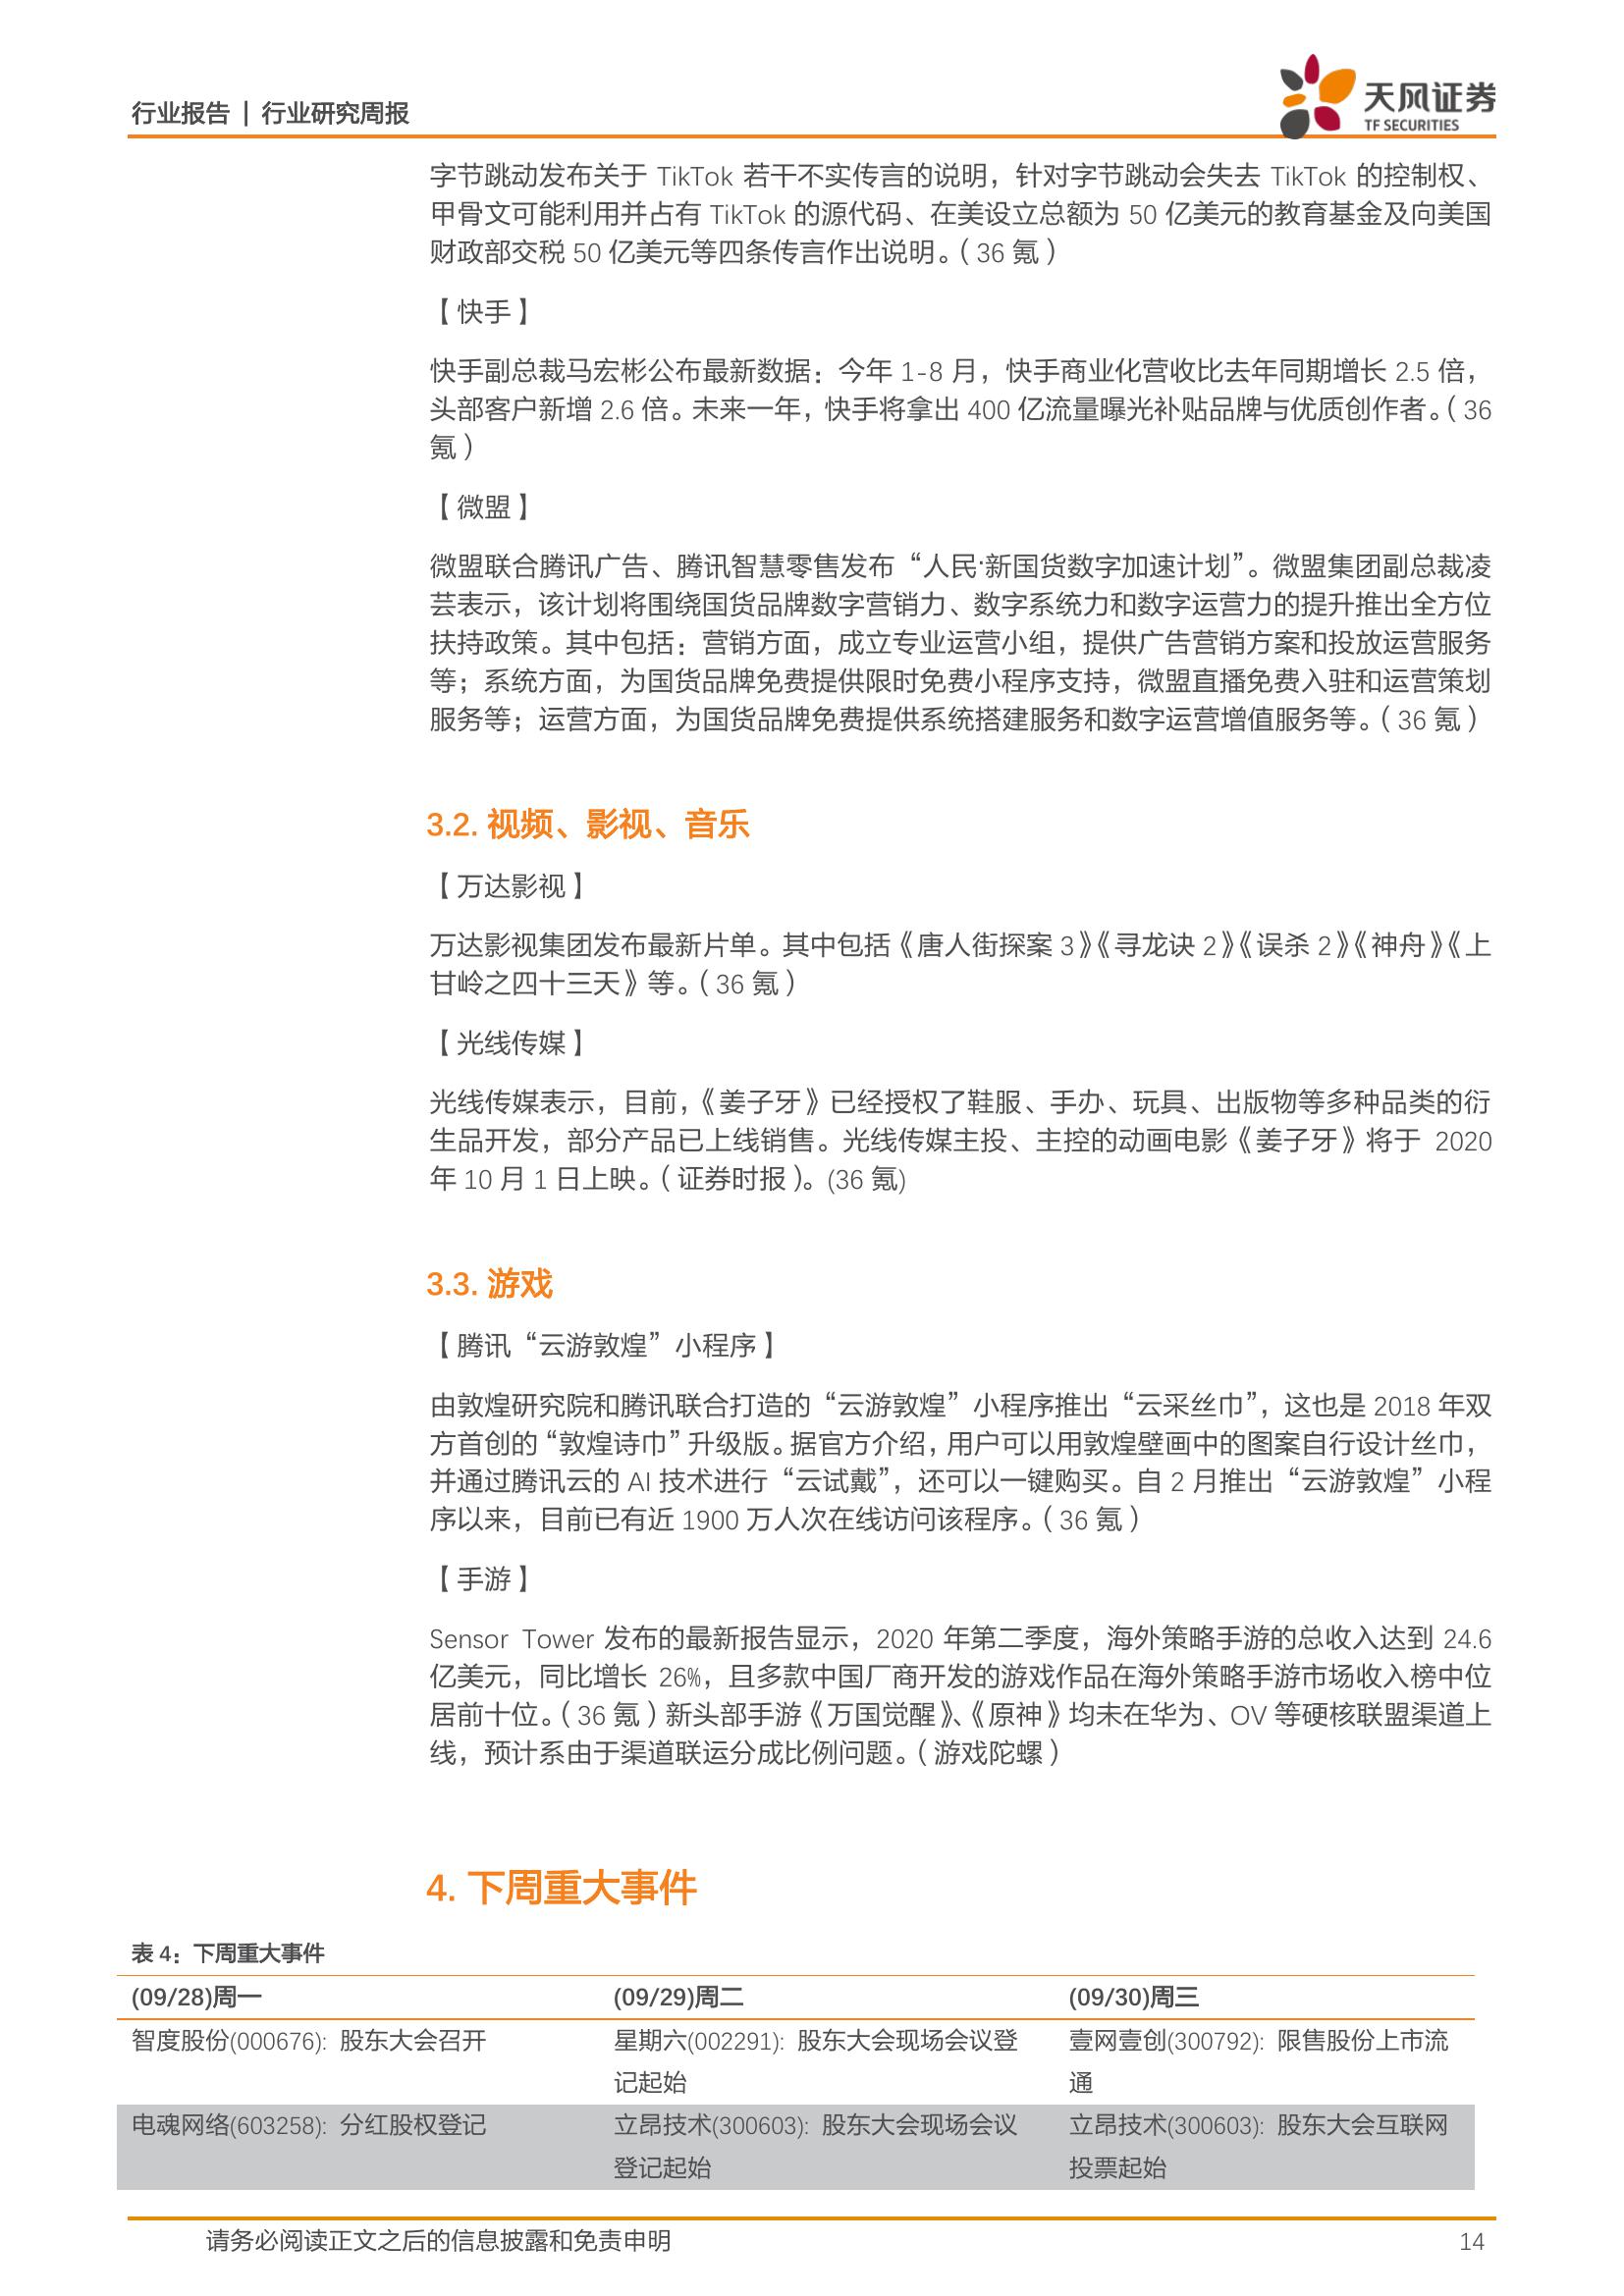 行业报告 | 行业研究周报
天风证券
TF SECURITIES
字节跳动发布关于 TikTok 若干不实传言的说明，针对字节跳动会失去 TikTok 的控制权、
甲骨文可能利用并占有 TikTok 的源代码、在美设立总额为 50 亿美元的教育基金及向美国
财政部交税 50 亿美元等四条传言作出说明。（36 氪）
【快手】
快手副总裁马宏彬公布最新数据：今年 1-8 月，快手商业化营收比去年同期增长 2.5 倍，
头部客户新增 2.6 倍。未来一年，快手将拿出 400 亿流量曝光补贴品牌与优质创作者。（36
氪）
【微盟】
微盟联合腾讯广告、腾讯智慧零售发布“人民·新国货数字加速计划”。微盟集团副总裁凌
芸表示，该计划将围绕国货品牌数字营销力、数字系统力和数字运营力的提升推出全方位
扶持政策。其中包括：营销方面，成立专业运营小组，提供广告营销方案和投放运营服务
等；系统方面，为国货品牌免费提供限时免费小程序支持，微盟直播免费入驻和运营策划
服务等；运营方面，为国货品牌免费提供系统搭建服务和数字运营增值服务等。（36 氪）
3.2. 视频、影视、音乐
【万达影视】
万达影视集团发布最新片单。其中包括《唐人街探案 3》《寻龙诀 2》《误杀 2》《神舟》《上
甘岭之四十三天》等。（36 氪）
【光线传媒】
光线传媒表示，目前，《姜子牙》已经授权了鞋服、手办、玩具、出版物等多种品类的衍
生品开发，部分产品已上线销售。光线传媒主投、主控的动画电影《姜子牙》将于 2020
年 10 月 1 日上映。（证券时报）。(36 氪)
3.3. 游戏
【腾讯“云游敦煌”小程序】
由敦煌研究院和腾讯联合打造的“云游敦煌”小程序推出“云采丝巾”，这也是 2018 年双
方首创的“敦煌诗巾”升级版。据官方介绍，用户可以用敦煌壁画中的图案自行设计丝巾，
并通过腾讯云的 AI 技术进行“云试戴”，还可以一键购买。自 2 月推出“云游敦煌”小程
序以来，目前已有近 1900 万人次在线访问该程序。（36 氪）
【手游】
Sensor Tower 发布的最新报告显示，2020 年第二季度，海外策略手游的总收入达到 24.6
亿美元，同比增长 26%，且多款中国厂商开发的游戏作品在海外策略手游市场收入榜中位
居前十位。（36 氪）新头部手游《万国觉醒》、《原神》均未在华为、OV 等硬核联盟渠道上
线，预计系由于渠道联运分成比例问题。（游戏陀螺）
4. 下周重大事件
表 4：下周重大事件
(09/28)周一 (09/29)周二 (09/30)周三
智度股份(000676): 股东大会召开 星期六(002291): 股东大会现场会议登 壹网壹创(300792): 限售股份上市流
记起始 通
电魂网络(603258): 分红股权登记 立昂技术(300603): 股东大会现场会议 立昂技术(300603): 股东大会互联网
登记起始 投票起始
请务必阅读正文之后的信息披露和免责申明 14